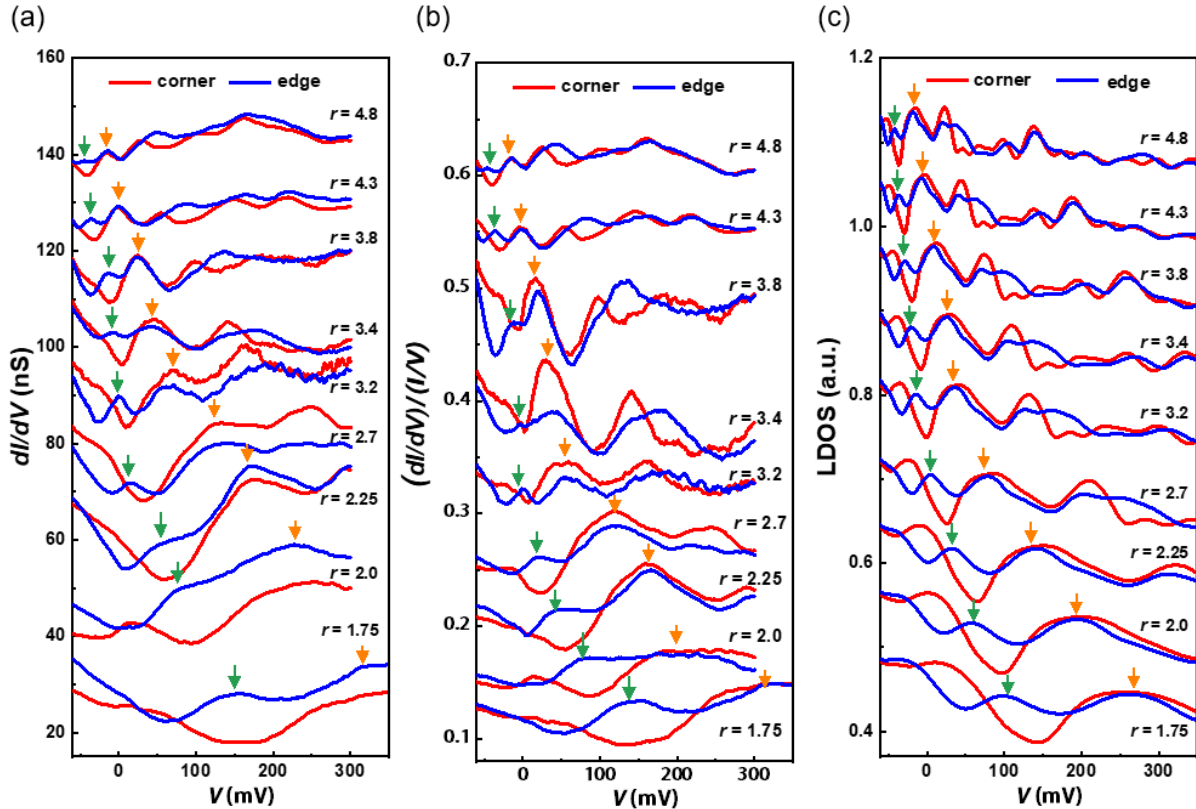 (a)
160
140
120
100
80
60
40
20
dI/dV (nS)
corner
edge
r = 4.8
r = 4.3
r = 3.8
r = 3.4
r = 3.2
r = 2.7
r = 2.25
r = 2.0
r = 1.75
0
100
200
300
V (mV)
(b)
0.7
0.6
0.5
0.4
0.3
0.2
0.1
(dI/dV)/(I/V)
corner
edge
r = 4.8
r = 4.3
r = 3.8
r = 3.4
r = 3.2
r = 2.7
r = 2.25
r = 2.0
r = 1.75
0
100
200
300
V (mV)
(c)
1.2
1.0
0.8
0.6
0.4
LDOS (a.u.)
corner
edge
r = 4.8
r = 4.3
r = 3.8
r = 3.4
r = 3.2
r = 2.7
r = 2.25
r = 2.0
r = 1.75
0
100
200
300
V (mV)